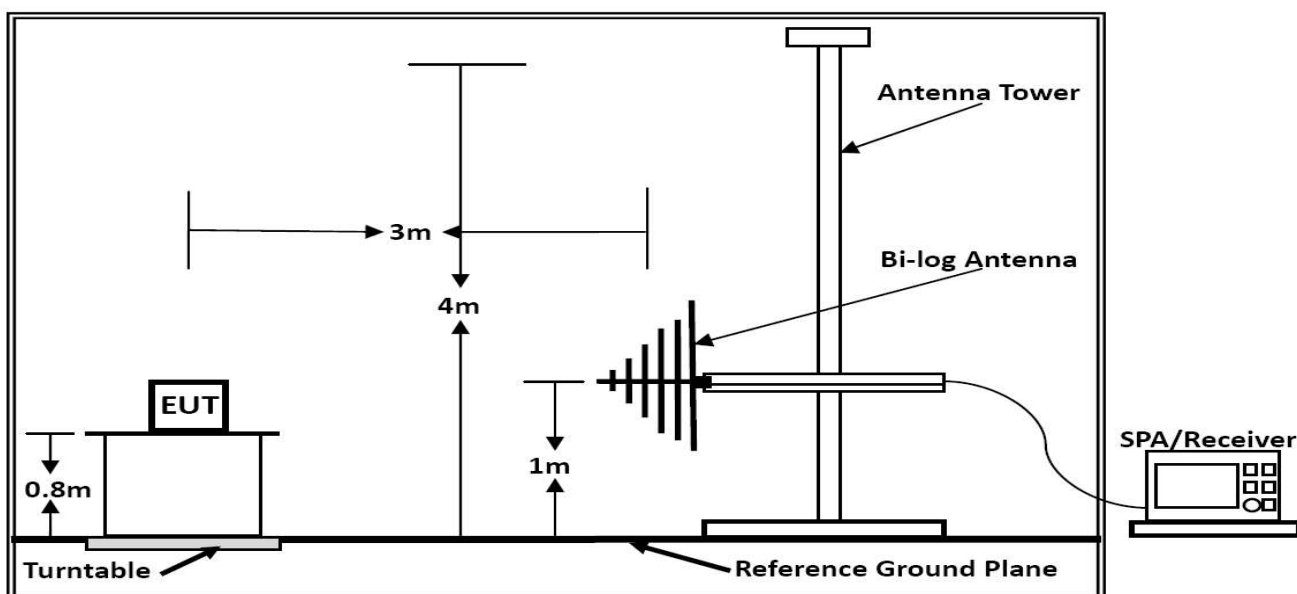 Antenna Tower
3m
Bi-log Antenna
4m
EUT
SPA/Receiver
1m
0.8m
Turntable
Reference Ground Plane